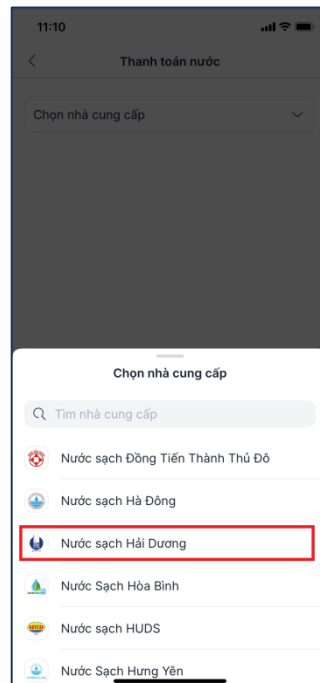 11:10
Thanh toán nước
Chọn nhà cung cấp
Chọn nhà cung cấp
Tìm nhà cung cấp
Nước sạch Đồng Tiến Thành Thủ Đô
Nước sạch Hà Đông
Nước sạch Hải Dương
Nước Sạch Hòa Bình
HUDS
Nước sạch HUDS
Nước Sạch Hưng Yên